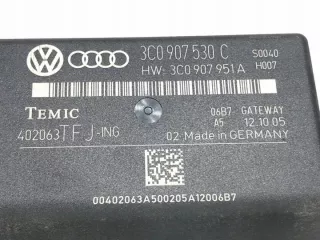 3C0 907 530 C S0040
HW: 3C0 907 951 A H007
TEMIC 06B7 GATEWAY
402063TFJ-ING A5 12.10.05
02 Made in GERMANY
00402063A500205A12006B7